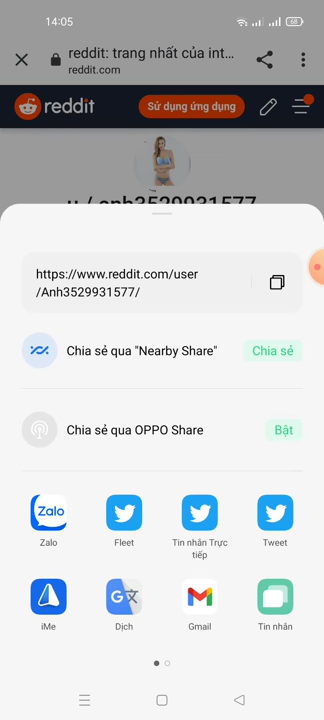 14:05
68
reddit: trang nhất của int...
reddit.com
reddit
Sử dụng ứng dụng
u/anh3529931577
https://www.reddit.com/user
/Anh3529931577/
Chia sẻ qua "Nearby Share"
Chia sẻ
Chia sẻ qua OPPO Share
Bật
Zalo
Zalo
Fleet
Tin nhắn Trực
tiếp
Tweet
G
iMe
Dịch
Gmail
Tin nhắn